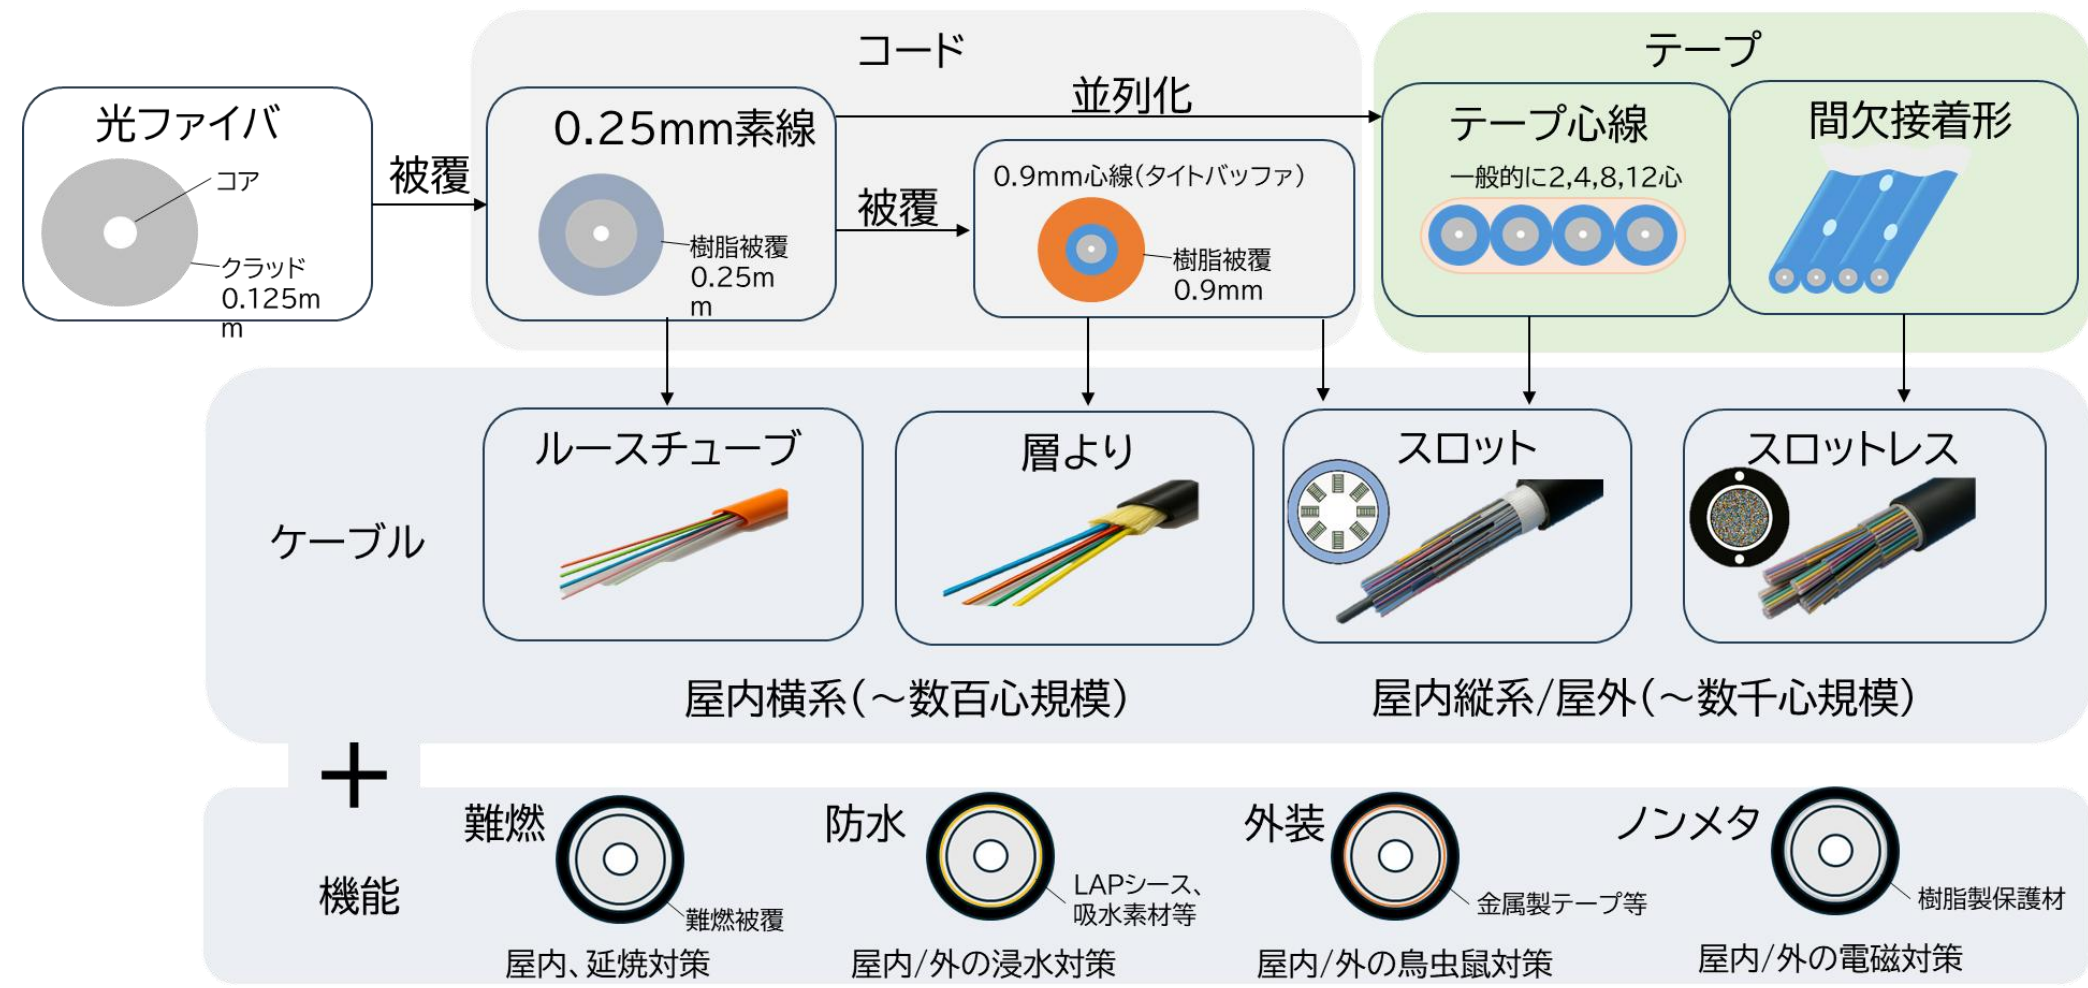 コード
テープ
光ファイバ
コア
クラッド
0.125m
m
被覆
0.25mm素線
樹脂被覆
0.25m
m
並列化
被覆
0.9mm心線(タイトバッファ)
樹脂被覆
0.9mm
テープ心線
一般的に2,4,8,12心
間欠接着形
ケーブル
ルースチューブ
層より
スロット
スロットレス
屋内横系(~数百心規模)
屋内縦系/屋外(~数千心規模)
+
機能
難燃
難燃被覆
屋内、延焼対策
防水
LAPシース、
吸水素材等
屋内/外の浸水対策
外装
金属製テープ等
屋内/外の鳥虫鼠対策
ノンメタ
樹脂製保護材
屋内/外の電磁対策